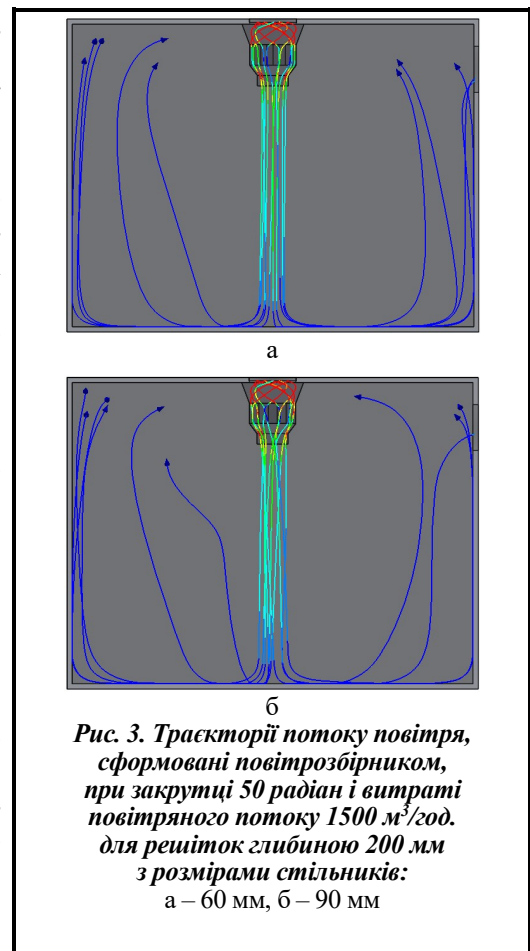 а
б
Рис. 3. Траєкторії потоку повітря,
сформовані повітрозбірником,
при закрутці 50 радіан і витраті
повітряного потоку 1500 м³/год.
для решіток глибиною 200 мм
з розмірами стільників:
а – 60 мм, б – 90 мм